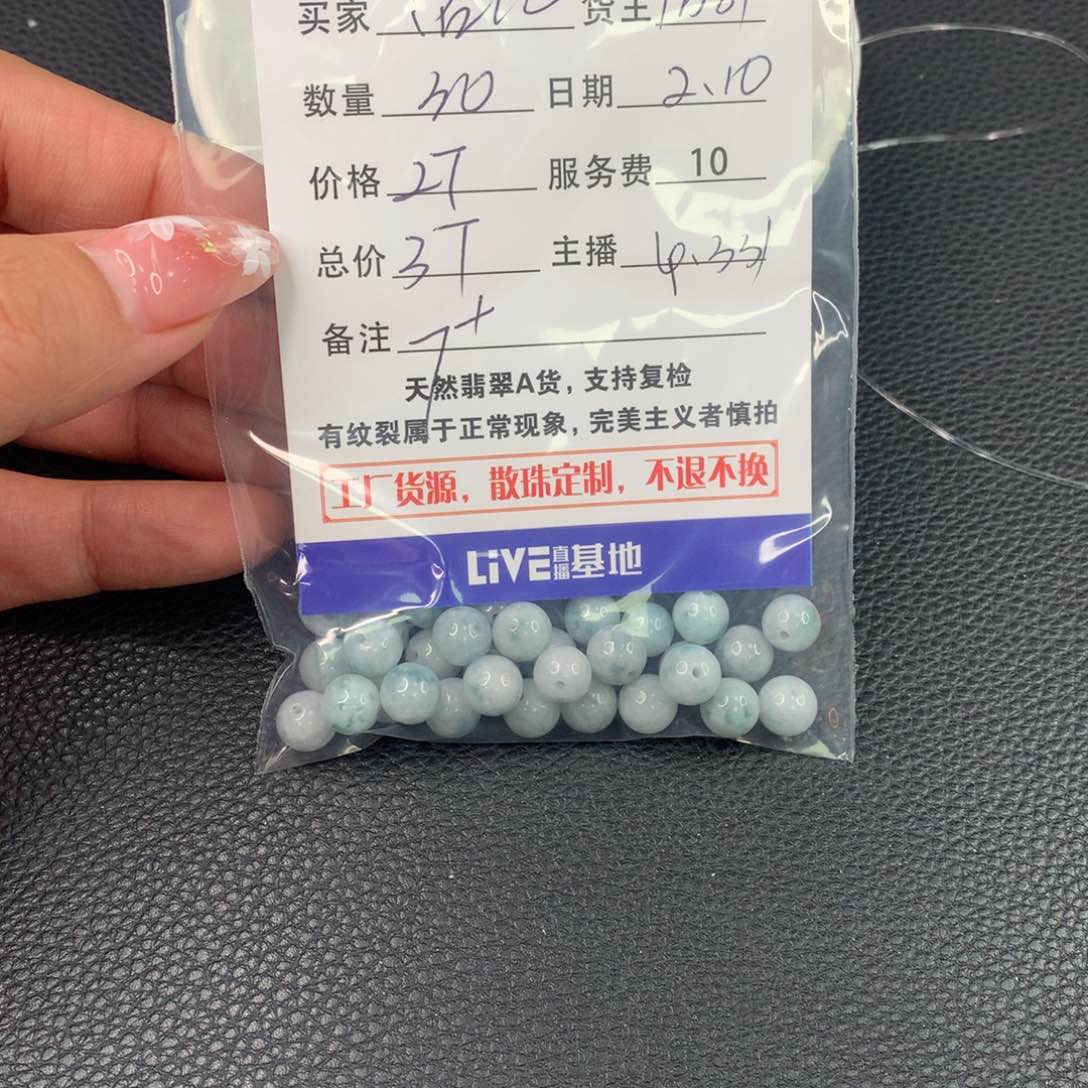 买家 货主
数量 30 日期 2.10
价格 2T 服务费 10
总价 3T 主播
备注 7+
天然翡翠A货，支持复检
有纹裂属于正常现象，完美主义者慎拍
工厂货源，散珠定制，不退不换
LiVE直播基地